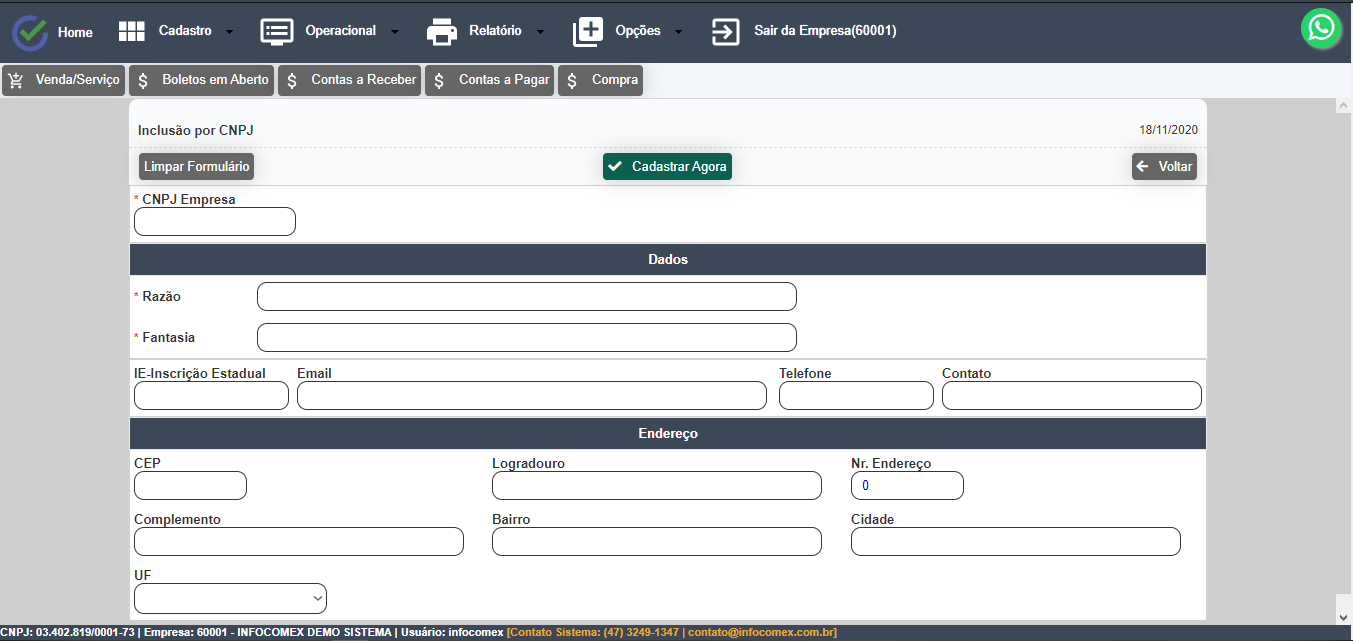 Home Cadastro Operacional Relatório Opções Sair da Empresa(60001)
Venda/Serviço Boletos em Aberto Contas a Receber Contas a Pagar Compra
Inclusão por CNPJ 18/11/2020
Limpar Formulário Cadastrar Agora Voltar
* CNPJ Empresa
Dados
* Razão
* Fantasia
IE-Inscrição Estadual Email Telefone Contato
Endereço
CEP Logradouro Nr. Endereço
0
Complemento Bairro Cidade
UF
CNPJ: 03.402.819/0001-73 | Empresa: 60001 - INFOCOMEX DEMO SISTEMA | Usuário: infocomex [Contato Sistema: (47) 3249-1347 | contato@infocomex.com.br]